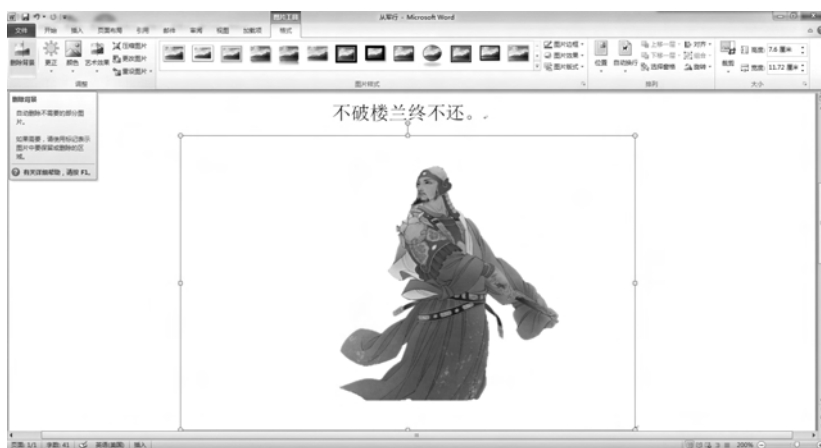 从军行 - Microsoft Word
图片工具
文件 开始 插入 页面布局 引用 邮件 审阅 视图 加载项 格式
删除背景 更正 颜色 艺术效果 压缩图片 更改图片 重设图片
图片边框 图片效果 图片版式
位置 自动换行 上移一层 下移一层 选择窗格 对齐 组合 旋转
裁剪 高度: 7.6 厘米 宽度: 11.72 厘米
调整 图片样式 排列 大小
删除背景
自动删除不需要的部分图
片。
如果需要，请使用标记表示
图片中要保留或删除的区
域。
有关详细帮助，请按 F1。
不破楼兰终不还。
页面: 1/1 字数: 41 英语(美国) 插入 200%